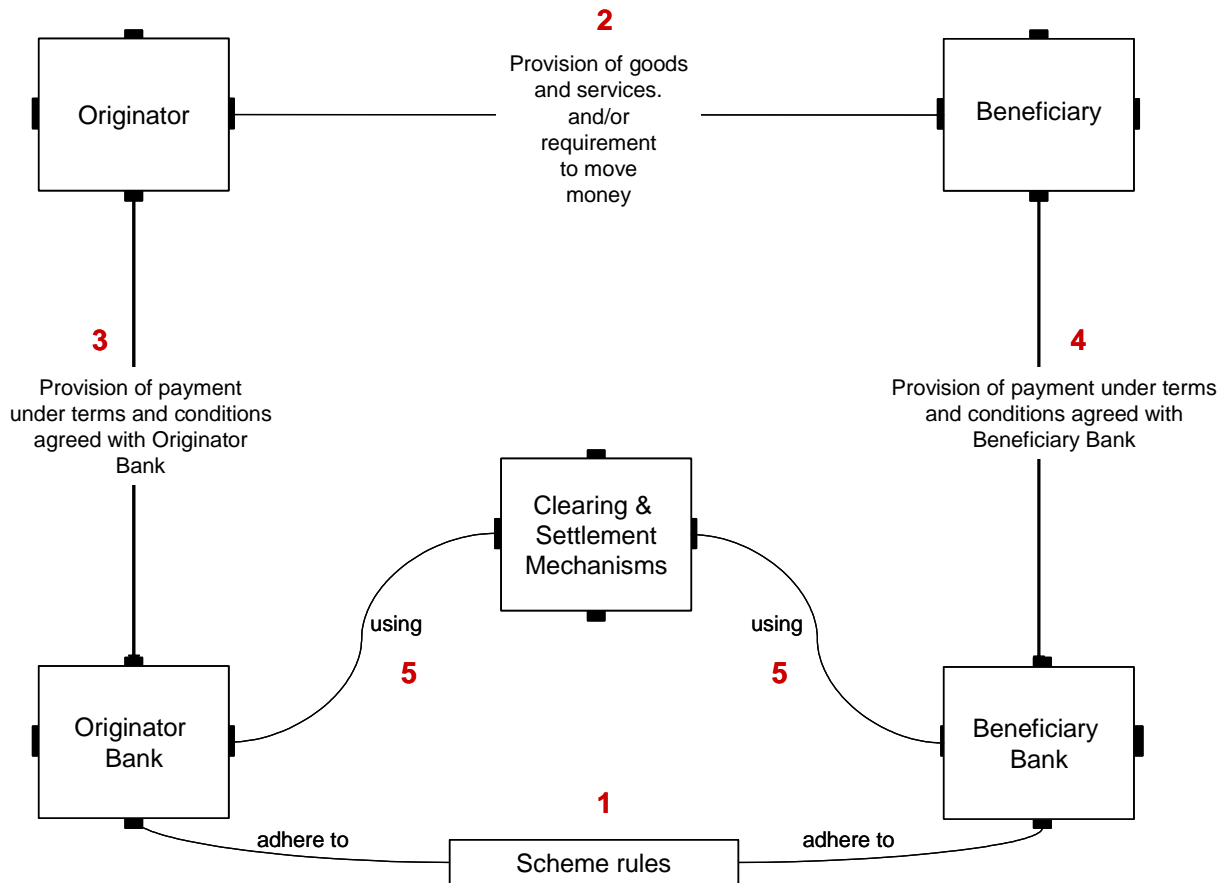 2
Provision of goods
and services.
and/or
requirement
to move
money
Originator
Beneficiary
3
Provision of payment
under terms and conditions
agreed with Originator
Bank
4
Provision of payment under terms
and conditions agreed with
Beneficiary Bank
Clearing &
Settlement
Mechanisms
using
5
using
5
Originator
Bank
Beneficiary
Bank
1
adhere to
Scheme rules
adhere to